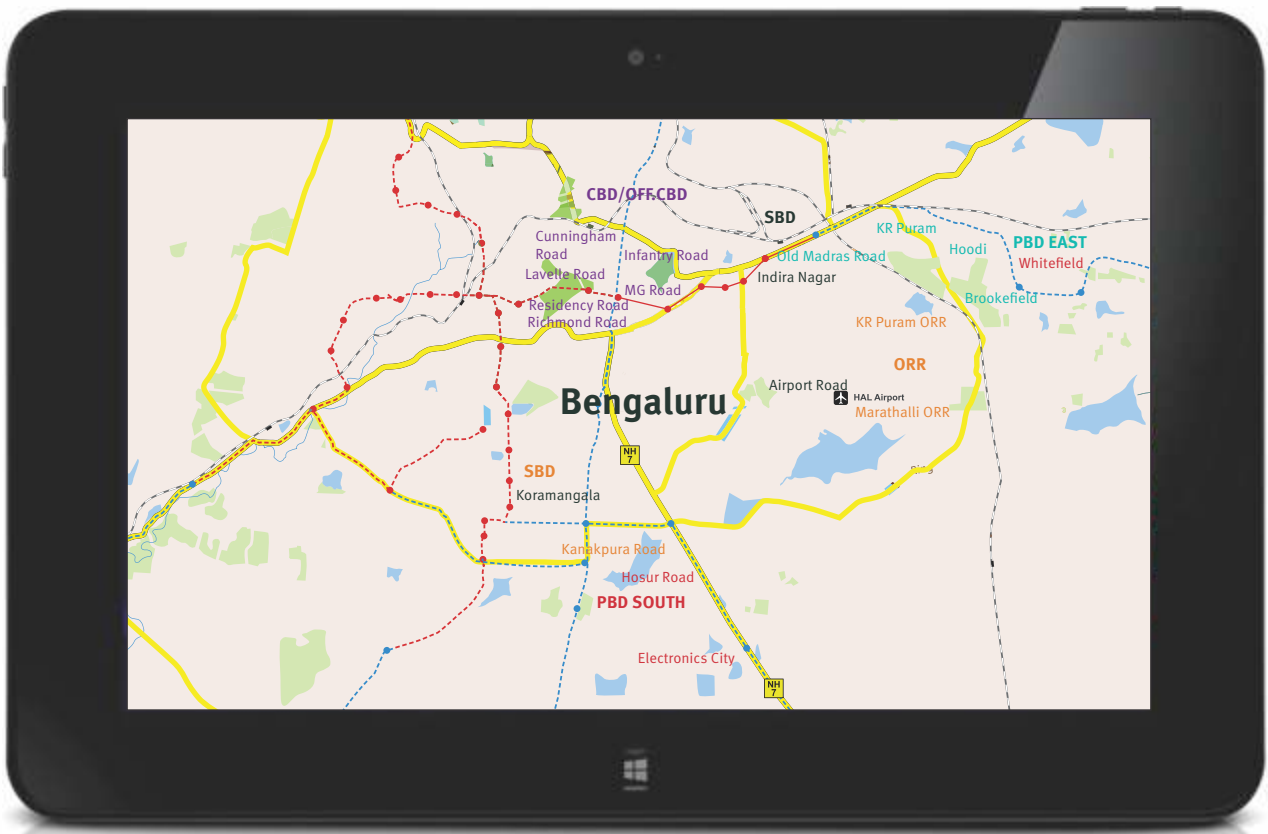 CBD/OFF.CBD
SBD
Cunningham
Road
Infantry Road
Lavelle Road
MG Road
Residency Road
Richmond Road
KR Puram
Old Madras Road
Indira Nagar
Hoodi
PBD EAST
Whitefield
Brookefield
KR Puram ORR
ORR
Airport Road
HAL Airport
Marathalli ORR
Bengaluru
NH
7
SBD
Koramangala
Kanakpura Road
Hosur Road
PBD SOUTH
Electronics City
NH
7